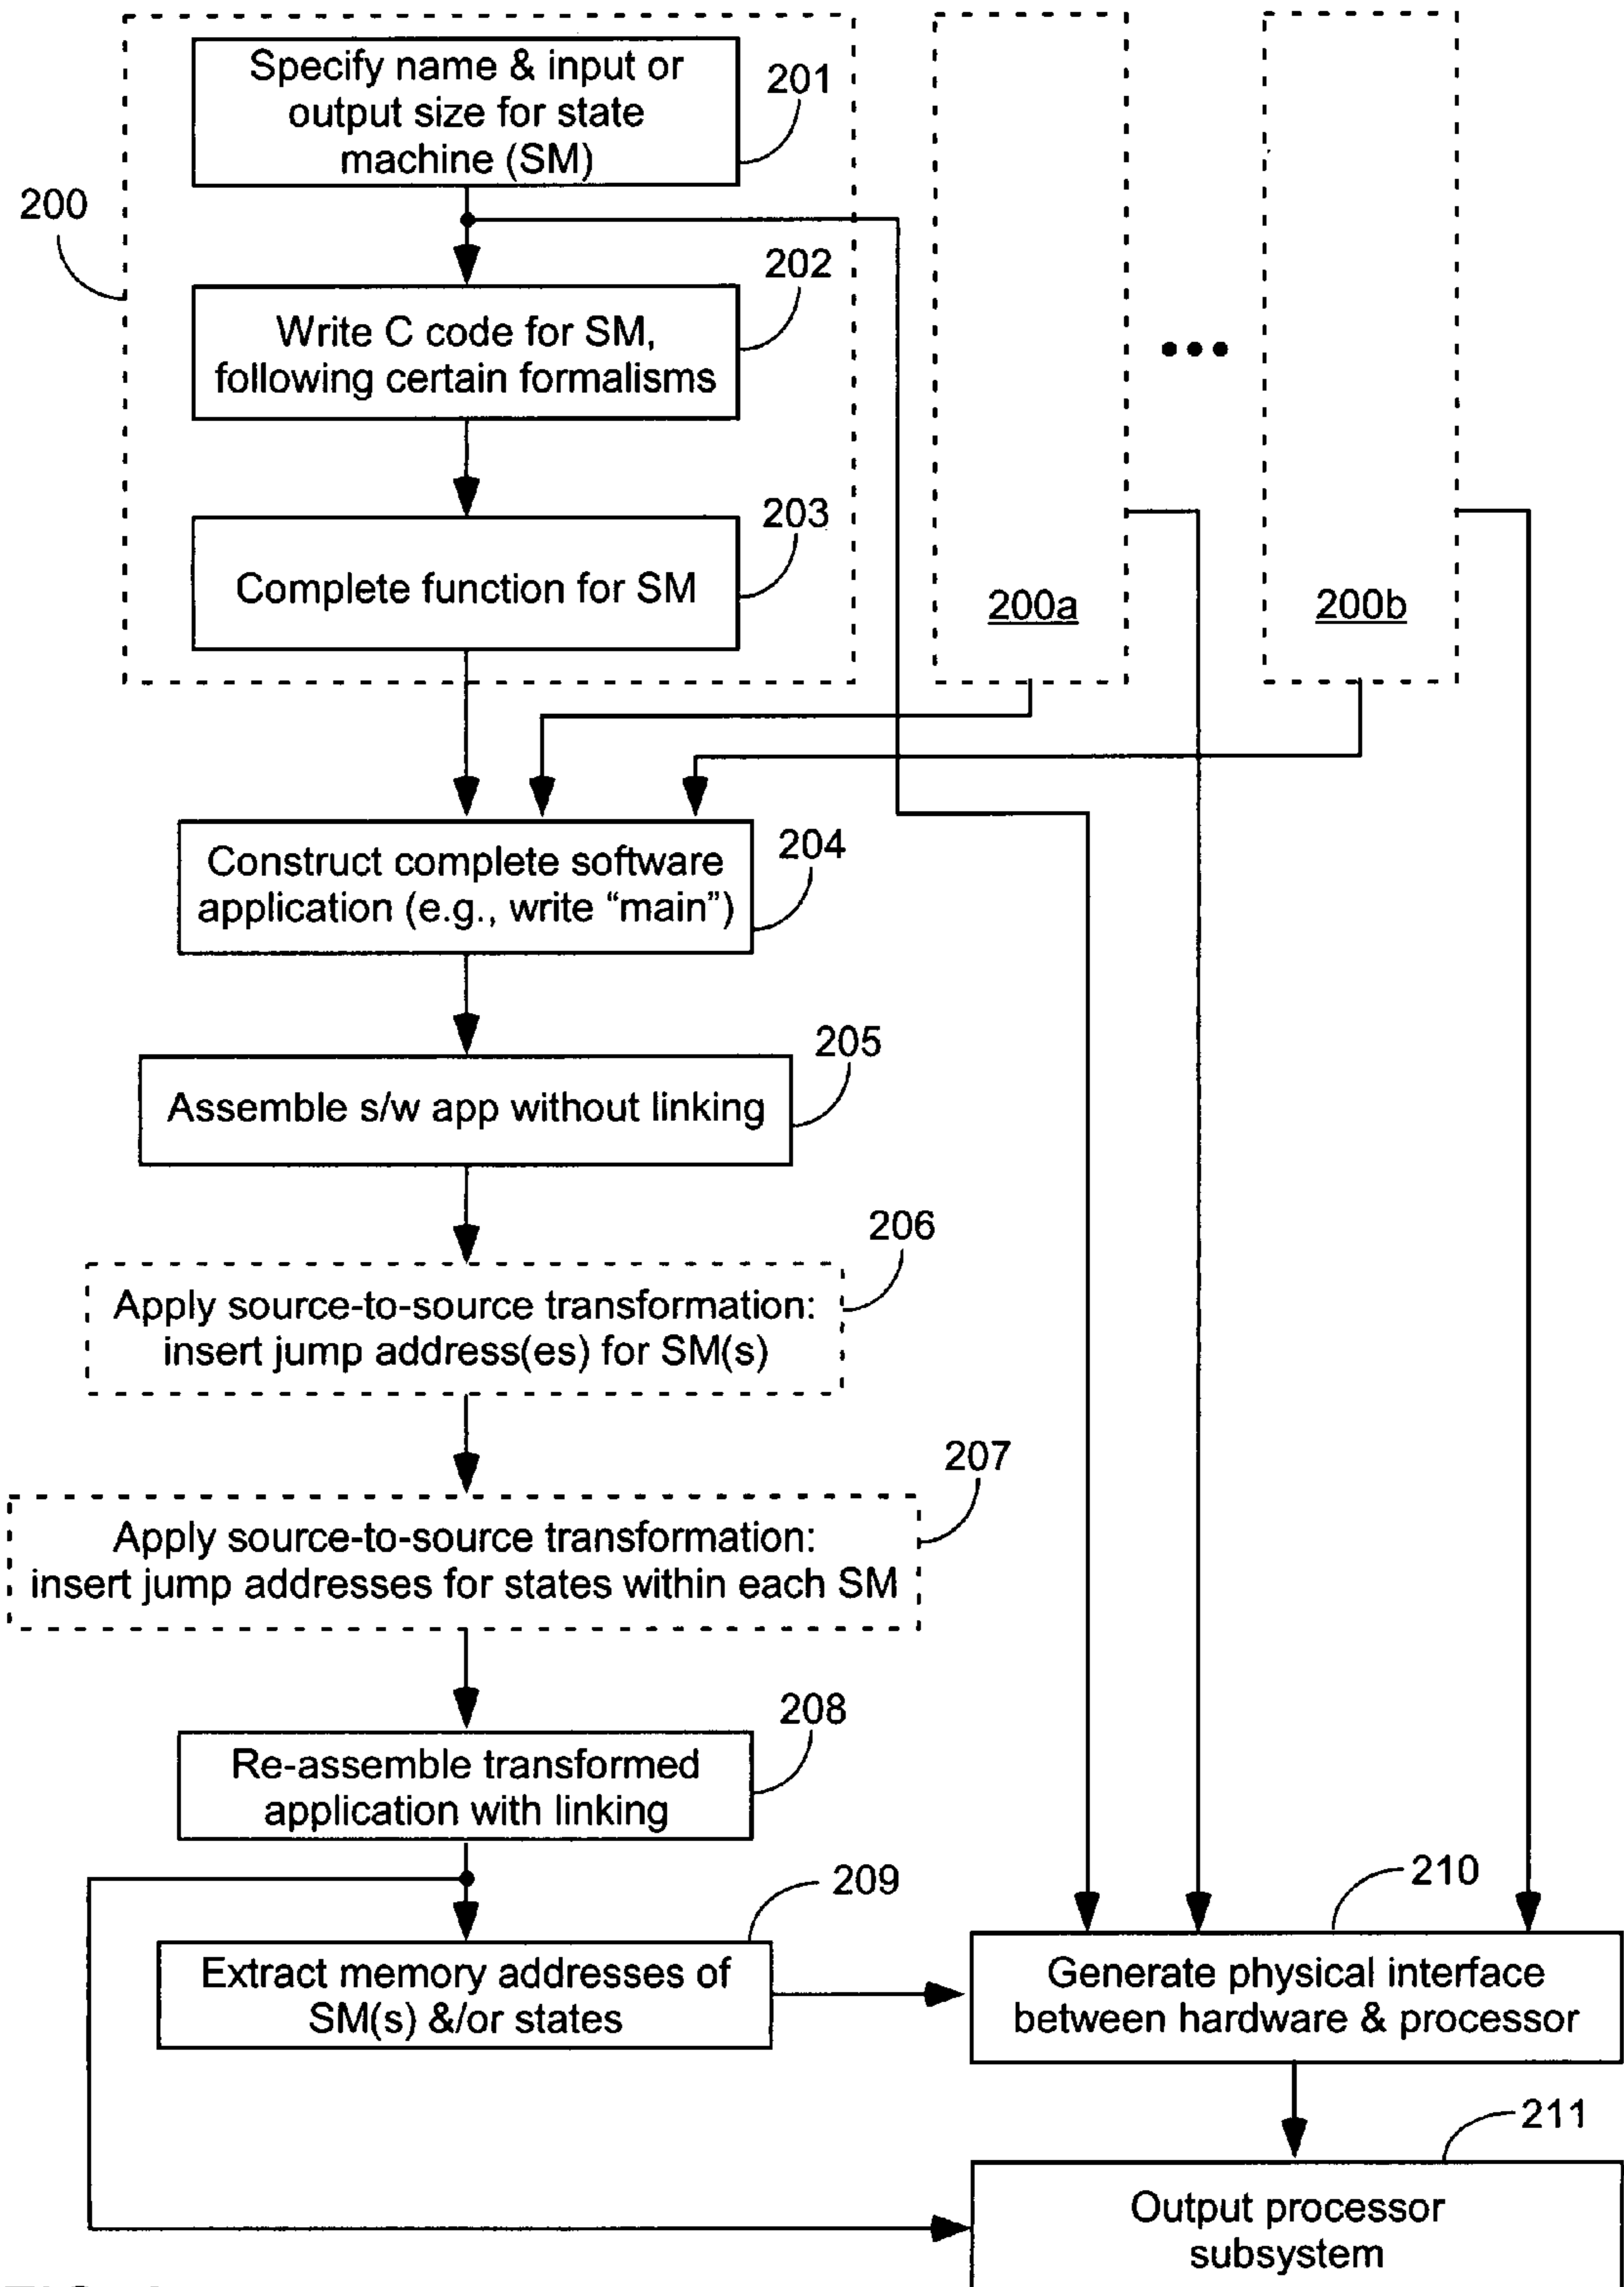 Specify name & input or
output size for state
machine (SM)
201
200
202
Write C code for SM,
following certain formalisms
203
Complete function for SM
200a
200b
204
Construct complete software
application (e.g., write “main”)
205
Assemble s/w app without linking
206
Apply source-to-source transformation:
insert jump address(es) for SM(s)
207
Apply source-to-source transformation:
insert jump addresses for states within each SM
208
Re-assemble transformed
application with linking
209
Extract memory addresses of
SM(s) &/or states
210
Generate physical interface
between hardware & processor
211
Output processor
subsystem